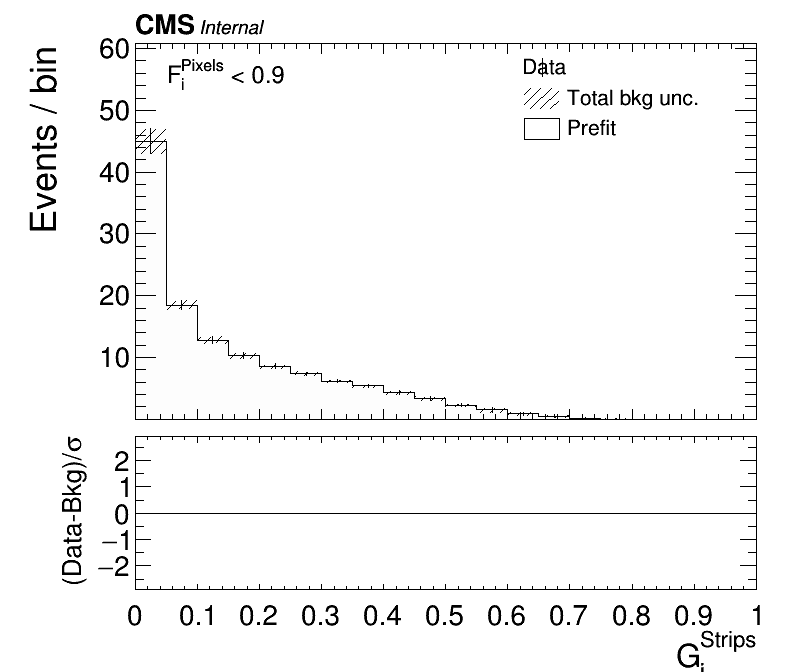 CMS Internal
60
F_i^Pixels < 0.9
Data
Total bkg unc.
Prefit
50
40
30
20
10
Events / bin
2
1
0
−1
−2
(Data-Bkg)/σ
0 0.1 0.2 0.3 0.4 0.5 0.6 0.7 0.8 0.9 1
G_i^Strips